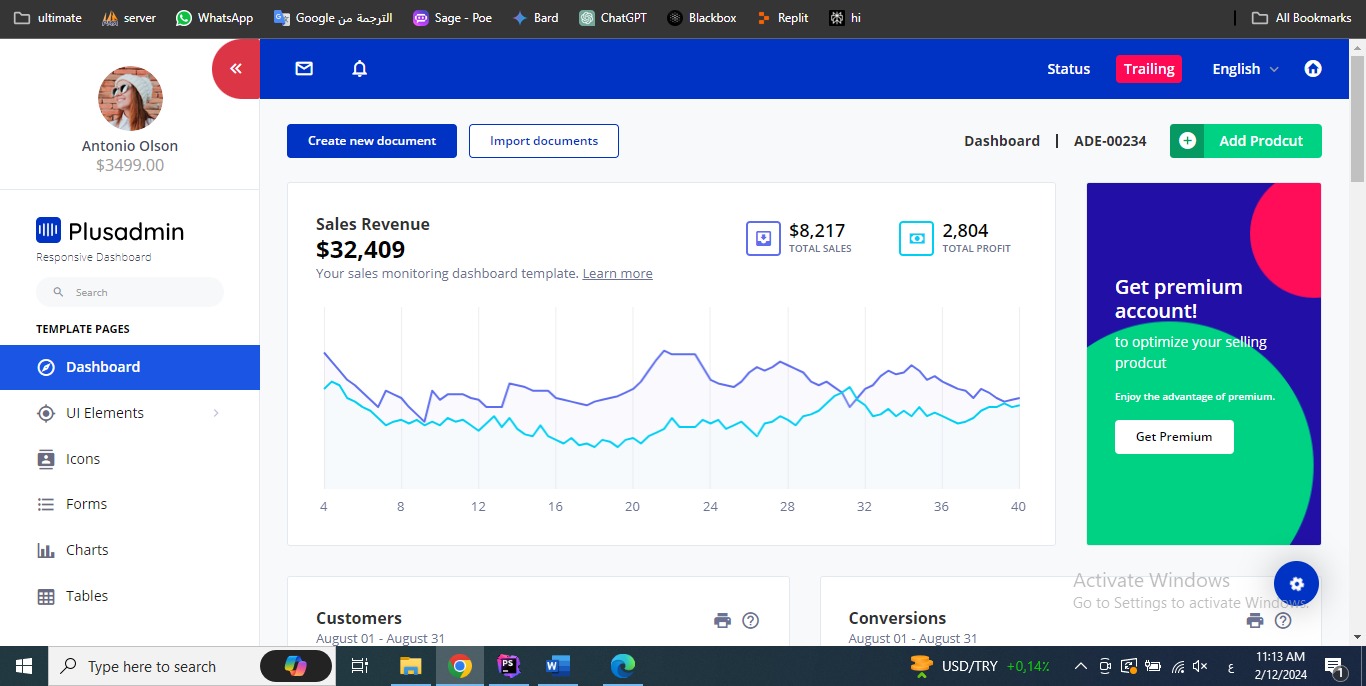 ultimate
server
WhatsApp
Google الترجمة من
Sage - Poe
Bard
ChatGPT
Blackbox
Replit
hi
All Bookmarks
Antonio Olson
$3499.00
Plusadmin
Responsive Dashboard
Search
TEMPLATE PAGES
Dashboard
UI Elements
Icons
Forms
Charts
Tables
Status
Trailing
English
Create new document
Import documents
Dashboard | ADE-00234
Add Prodcut
Sales Revenue
$32,409
Your sales monitoring dashboard template. Learn more
$8,217
TOTAL SALES
2,804
TOTAL PROFIT
4 8 12 16 20 24 28 32 36 40
Get premium
account!
to optimize your selling
prodcut
Enjoy the advantage of premium.
Get Premium
Customers
August 01 - August 31
Conversions
August 01 - August 31
Activate Windows
Go to Settings to activate Windows.
Type here to search
PS
W
USD/TRY +0,14%
ع
11:13 AM
2/12/2024
1